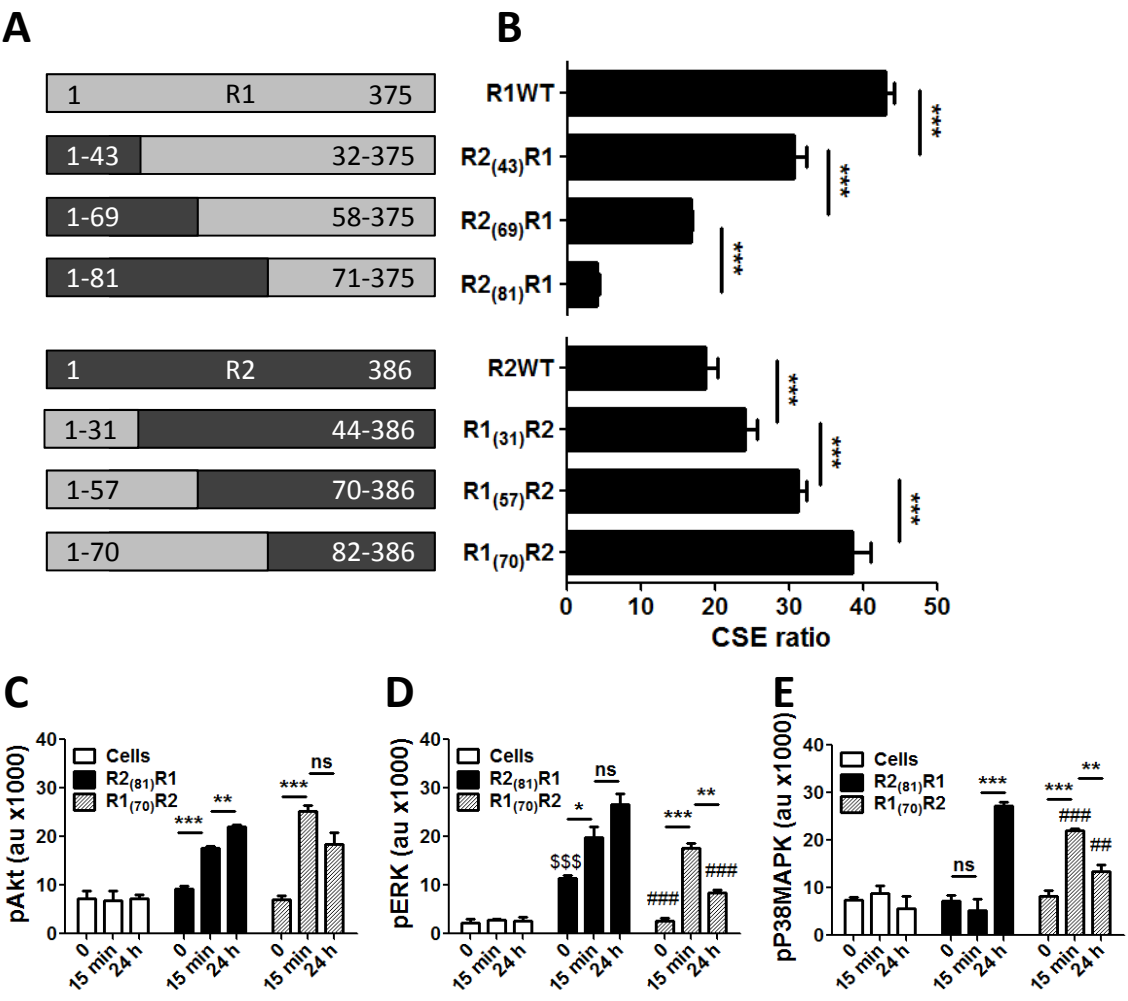 A
B
1 R1 375
1-43 32-375
1-69 58-375
1-81 71-375
1 R2 386
1-31 44-386
1-57 70-386
1-70 82-386
R1WT
R2(43)R1
R2(69)R1
R2(81)R1
R2WT
R1(31)R2
R1(57)R2
R1(70)R2
***
***
***
***
***
***
0 10 20 30 40 50
CSE ratio
C
pAkt (au x1000)
40
30
20
10
0
Cells
R2(81)R1
R1(70)R2
***
**
***
ns
0 15 min 24 h 0 15 min 24 h 0 15 min 24 h
D
pERK (au x1000)
40
30
20
10
0
Cells
R2(81)R1
R1(70)R2
$$$
*
ns
###
***
**
###
0 15 min 24 h 0 15 min 24 h 0 15 min 24 h
E
pP38MAPK (au x1000)
40
30
20
10
0
Cells
R2(81)R1
R1(70)R2
ns
***
***
###
**
##
0 15 min 24 h 0 15 min 24 h 0 15 min 24 h